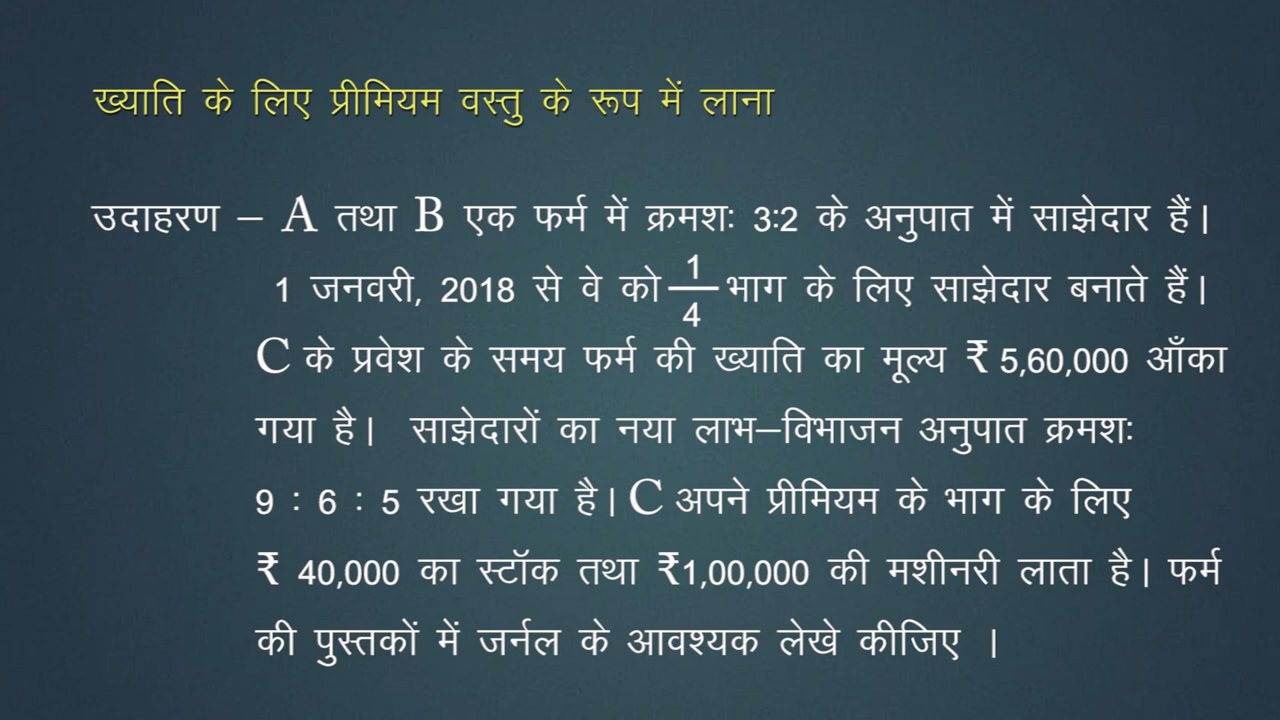 ख्याति के लिए प्रीमियम वस्तु के रूप में लाना
उदाहरण – A तथा B एक फर्म में क्रमशः 3:2 के अनुपात में साझेदार हैं।
1 जनवरी, 2018 से वे को 1/4 भाग के लिए साझेदार बनाते हैं।
C के प्रवेश के समय फर्म की ख्याति का मूल्य ₹ 5,60,000 आँका
गया है। साझेदारों का नया लाभ–विभाजन अनुपात क्रमशः
9 : 6 : 5 रखा गया है। C अपने प्रीमियम के भाग के लिए
₹ 40,000 का स्टॉक तथा ₹1,00,000 की मशीनरी लाता है। फर्म
की पुस्तकों में जर्नल के आवश्यक लेखे कीजिए ।